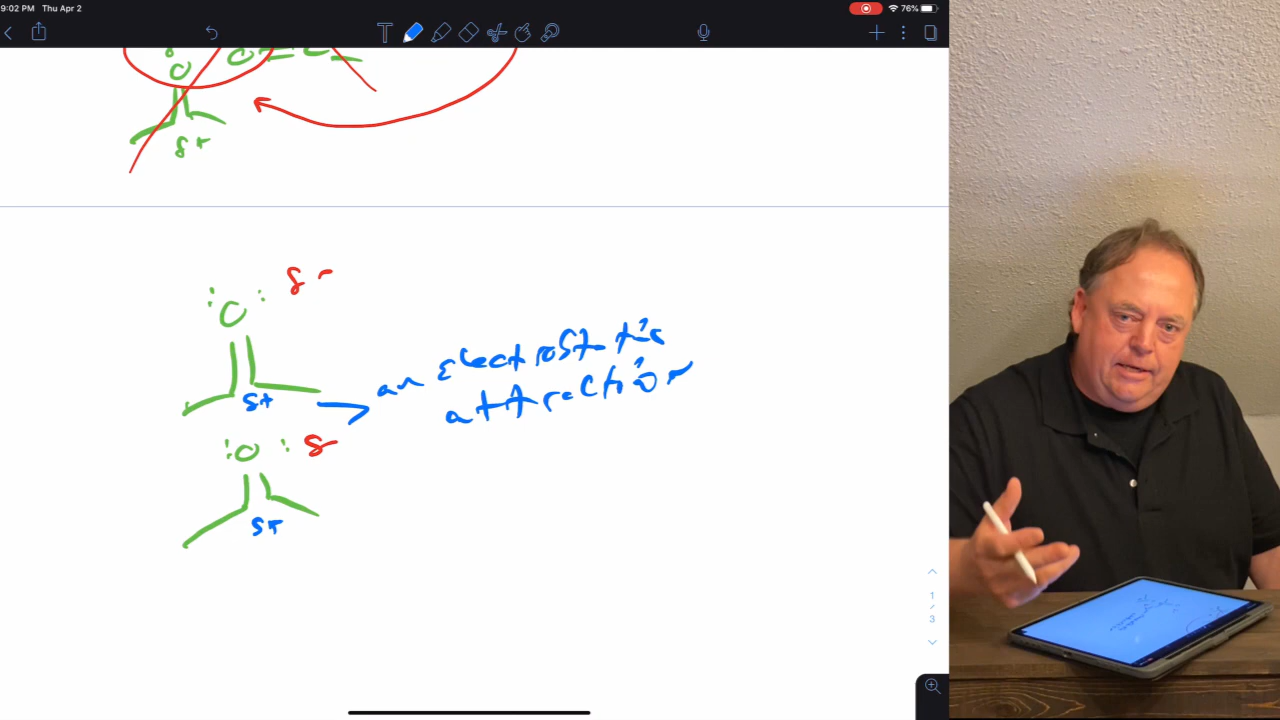 9:02 PM Thu Apr 2
76%
T
O
C
δ+
:O: δ-
δ+
an Electrostatic
attraction
:O: δ-
δ+
1
/
3